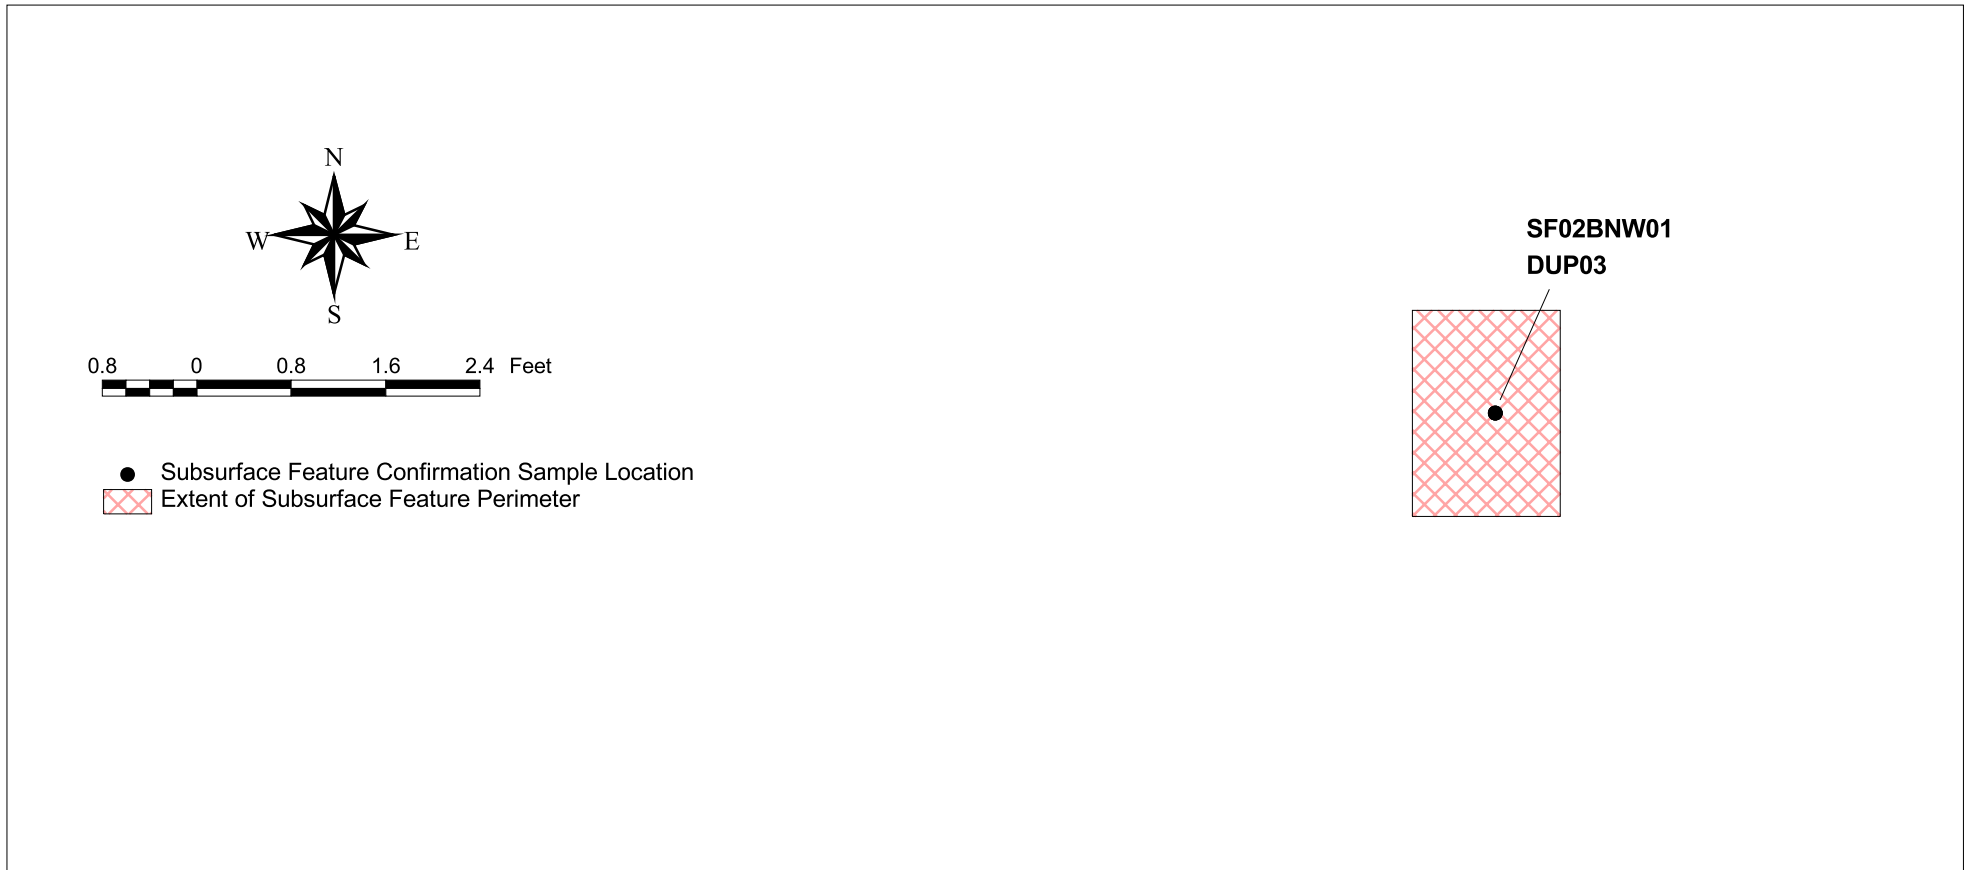 N
W E
S
0.8 0 0.8 1.6 2.4 Feet
Subsurface Feature Confirmation Sample Location
Extent of Subsurface Feature Perimeter
SF02BNW01
DUP03